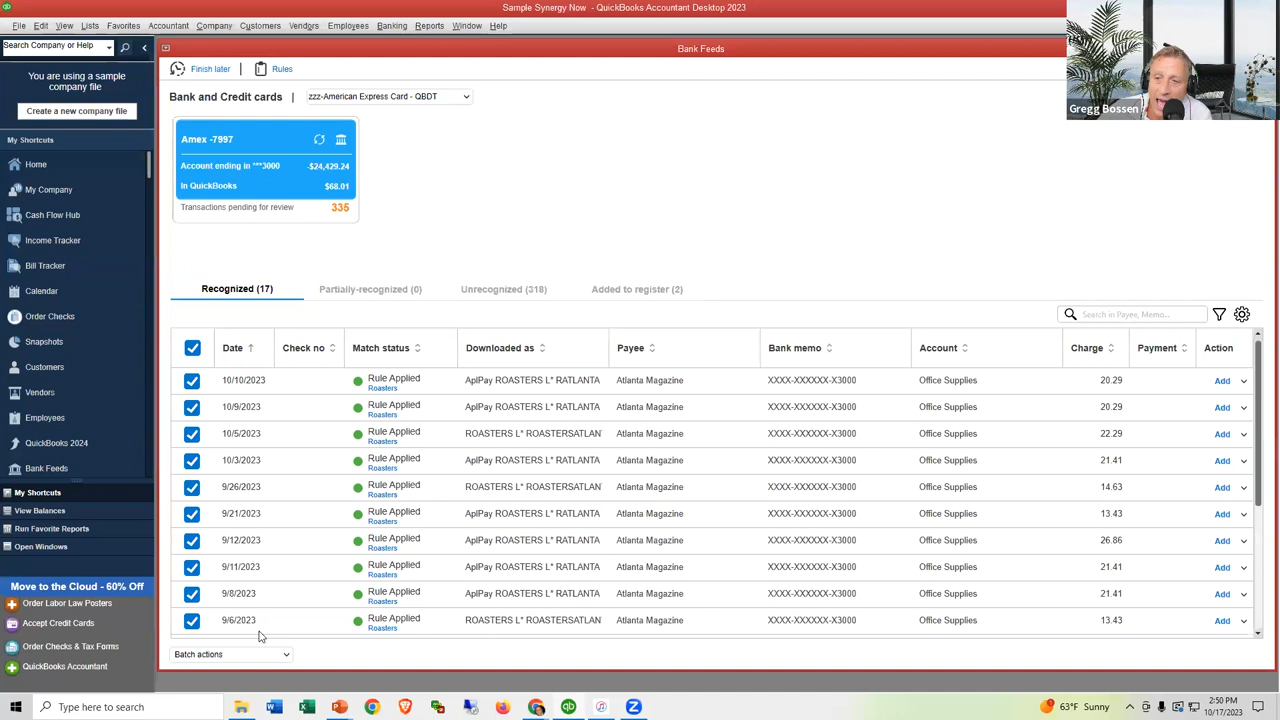 Sample Synergy Now - QuickBooks Accountant Desktop 2023
File Edit View Lists Favorites Accountant Company Customers Vendors Employees Banking Reports Window Help
Search Company or Help
You are using a sample
company file
Create a new company file
My Shortcuts
Home
My Company
Cash Flow Hub
Income Tracker
Bill Tracker
Calendar
Order Checks
Snapshots
Customers
Vendors
Employees
QuickBooks 2024
Bank Feeds
My Shortcuts
View Balances
Run Favorite Reports
Open Windows
Move to the Cloud - 60% Off
Order Labor Law Posters
Accept Credit Cards
Order Checks & Tax Forms
QuickBooks Accountant
Bank Feeds
Finish later | Rules
Bank and Credit cards | zzz-American Express Card - QBDT
Amex -7997
Account ending in ***3000 -$24,429.24
In QuickBooks $68.01
Transactions pending for review 335
Recognized (17) Partially-recognized (0) Unrecognized (318) Added to register (2)
Search in Payee, Memo...
Date Check no Match status Downloaded as Payee Bank memo Account Charge Payment Action
10/10/2023 Rule Applied AplPay ROASTERS L* RATLANTA Atlanta Magazine XXXX-XXXXXX-X3000 Office Supplies 20.29 Add
Roasters
10/9/2023 Rule Applied AplPay ROASTERS L* RATLANTA Atlanta Magazine XXXX-XXXXXX-X3000 Office Supplies 20.29 Add
Roasters
10/5/2023 Rule Applied ROASTERS L* ROASTERSATLAN Atlanta Magazine XXXX-XXXXXX-X3000 Office Supplies 22.29 Add
Roasters
10/3/2023 Rule Applied AplPay ROASTERS L* RATLANTA Atlanta Magazine XXXX-XXXXXX-X3000 Office Supplies 21.41 Add
Roasters
9/26/2023 Rule Applied ROASTERS L* ROASTERSATLAN Atlanta Magazine XXXX-XXXXXX-X3000 Office Supplies 14.63 Add
Roasters
9/21/2023 Rule Applied AplPay ROASTERS L* RATLANTA Atlanta Magazine XXXX-XXXXXX-X3000 Office Supplies 13.43 Add
Roasters
9/12/2023 Rule Applied AplPay ROASTERS L* RATLANTA Atlanta Magazine XXXX-XXXXXX-X3000 Office Supplies 26.86 Add
Roasters
9/11/2023 Rule Applied AplPay ROASTERS L* RATLANTA Atlanta Magazine XXXX-XXXXXX-X3000 Office Supplies 21.41 Add
Roasters
9/8/2023 Rule Applied AplPay ROASTERS L* RATLANTA Atlanta Magazine XXXX-XXXXXX-X3000 Office Supplies 21.41 Add
Roasters
9/6/2023 Rule Applied ROASTERS L* ROASTERSATLAN Atlanta Magazine XXXX-XXXXXX-X3000 Office Supplies 13.43 Add
Roasters
Batch actions
Gregg Bossen
Type here to search
63°F Sunny
2:50 PM
10/17/2023